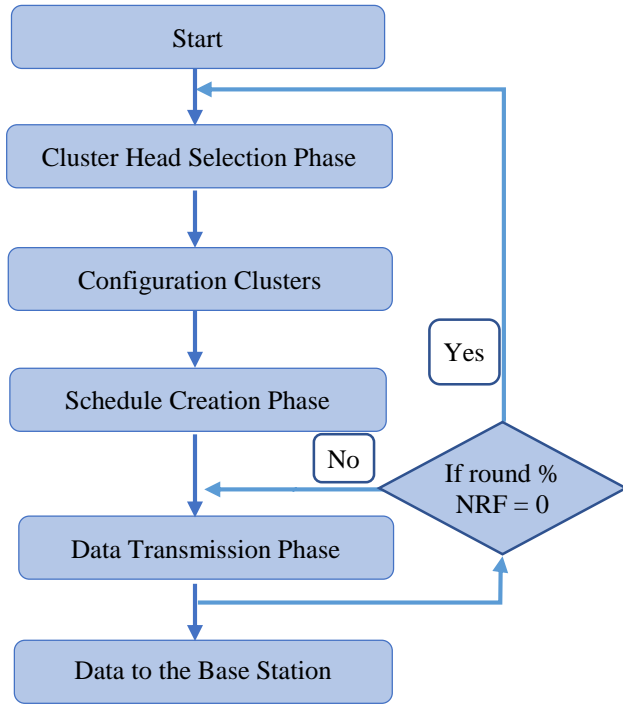 Start
Cluster Head Selection Phase
Configuration Clusters
Yes
Schedule Creation Phase
No
If round %
NRF = 0
Data Transmission Phase
Data to the Base Station